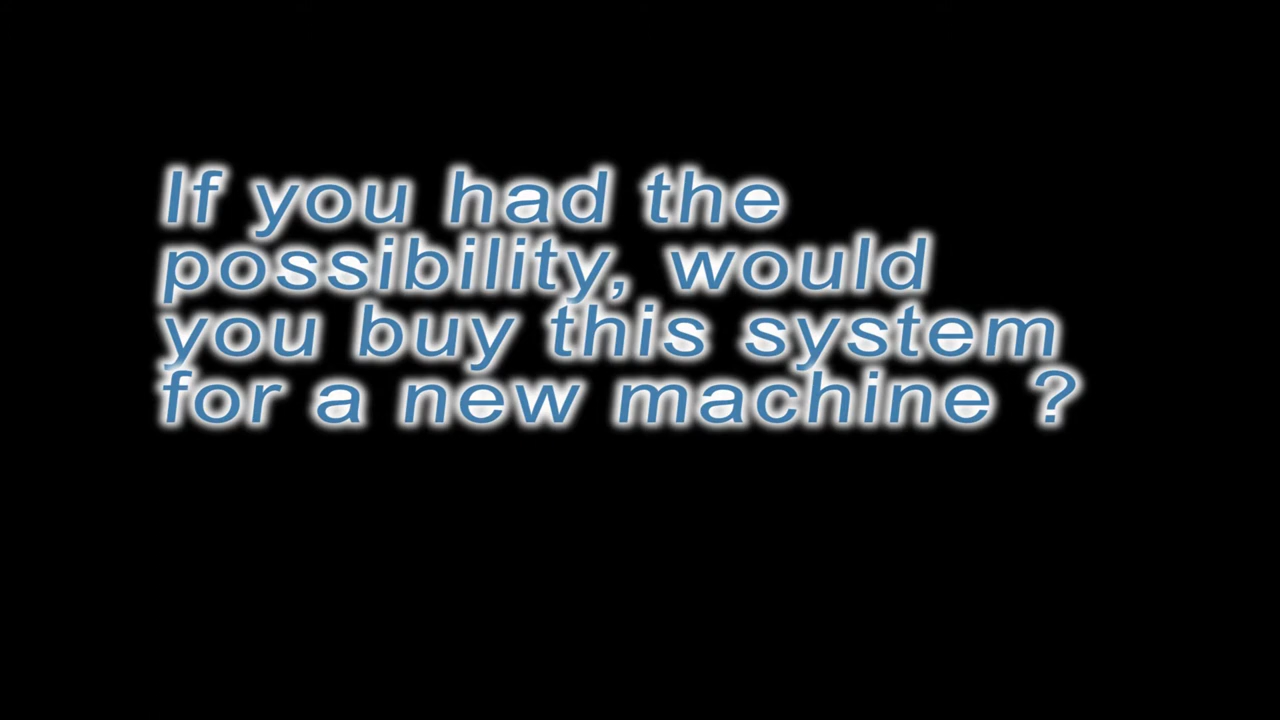 If you had the
possibility, would
you buy this system
for a new machine ?